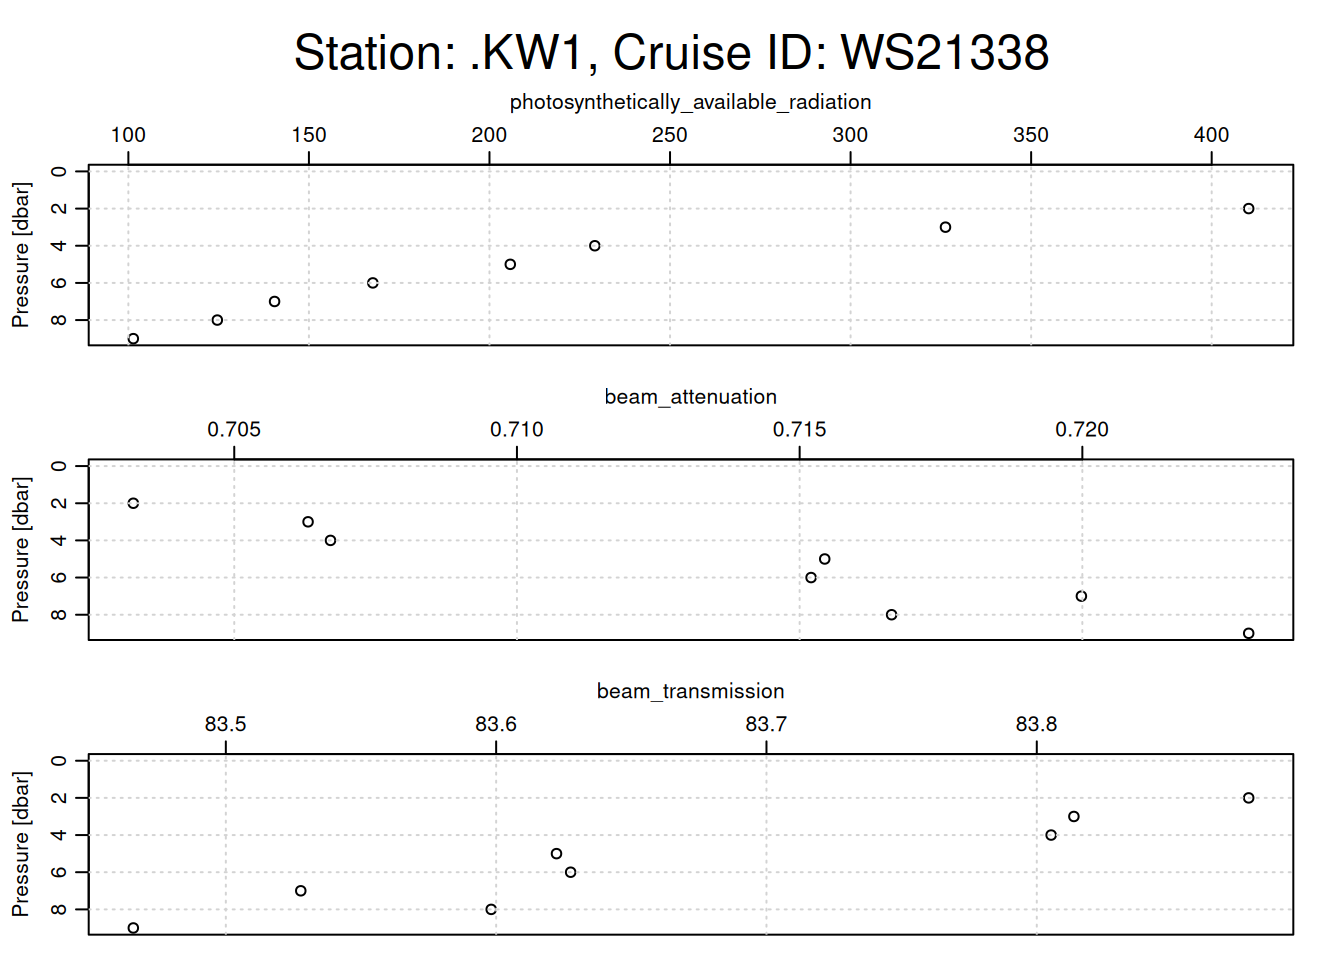 Station: .KW1, Cruise ID: WS21338
photosynthetically_available_radiation
100 150 200 250 300 350 400
Pressure [dbar]
0
2
4
6
8
beam_attenuation
0.705 0.710 0.715 0.720
Pressure [dbar]
0
2
4
6
8
beam_transmission
83.5 83.6 83.7 83.8
Pressure [dbar]
0
2
4
6
8